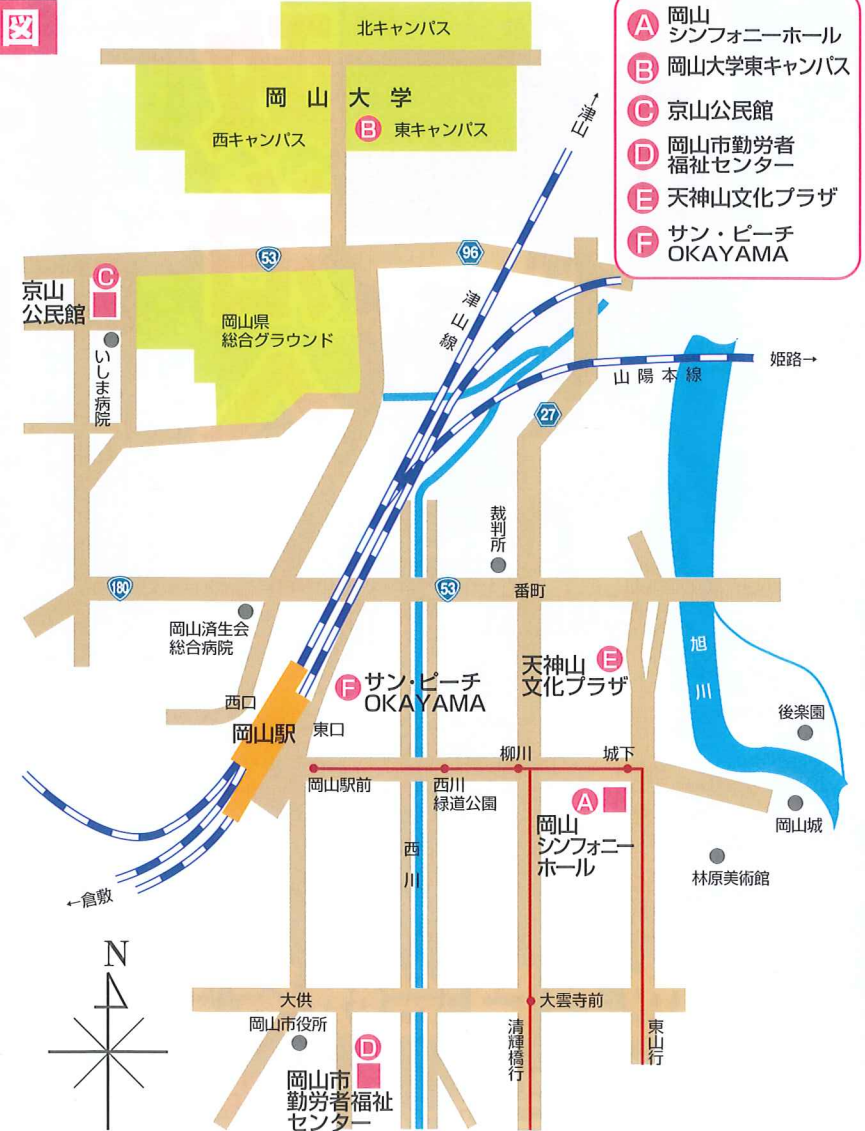 図
A 岡山
シンフォニーホール
B 岡山大学東キャンパス
C 京山公民館
D 岡山市勤労者
福祉センター
E 天神山文化プラザ
F サン・ピーチ
OKAYAMA
北キャンパス
岡山大学
西キャンパス
B 東キャンパス
↑津山
53
96
C
京山
公民館
岡山県
総合グラウンド
津山線
いしま病院
山陽本線
姫路→
27
裁判所
180
53
番町
岡山済生会
総合病院
旭川
天神山
文化プラザ
E
F サン・ピーチ
OKAYAMA
西口
岡山駅
東口
後楽園
岡山駅前
西川
緑道公園
柳川
城下
A
岡山
シンフォニー
ホール
岡山城
西川
林原美術館
←倉敷
N
大供
大雲寺前
岡山市役所
清輝橋行
東山行
D
岡山市
勤労者福祉
センター